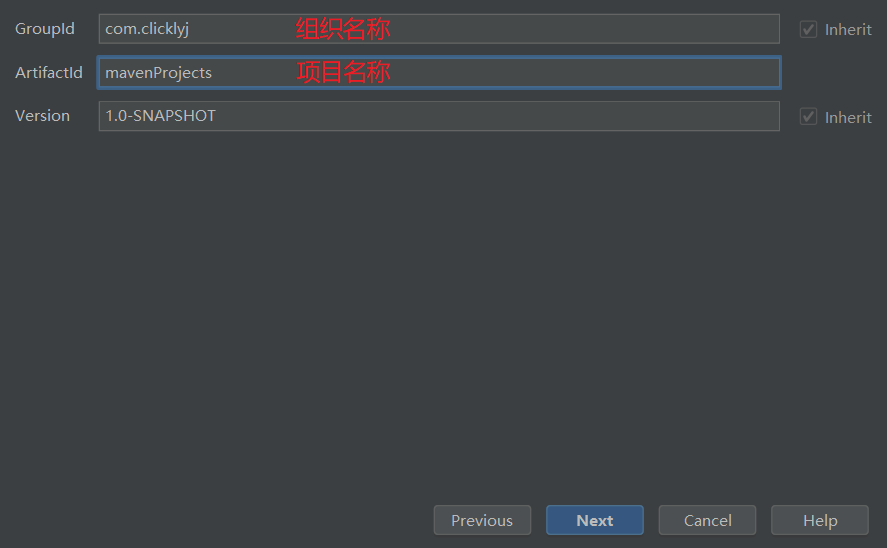 GroupId com.clicklyj 组织名称 Inherit
ArtifactId mavenProjects 项目名称
Version 1.0-SNAPSHOT Inherit
Previous Next Cancel Help